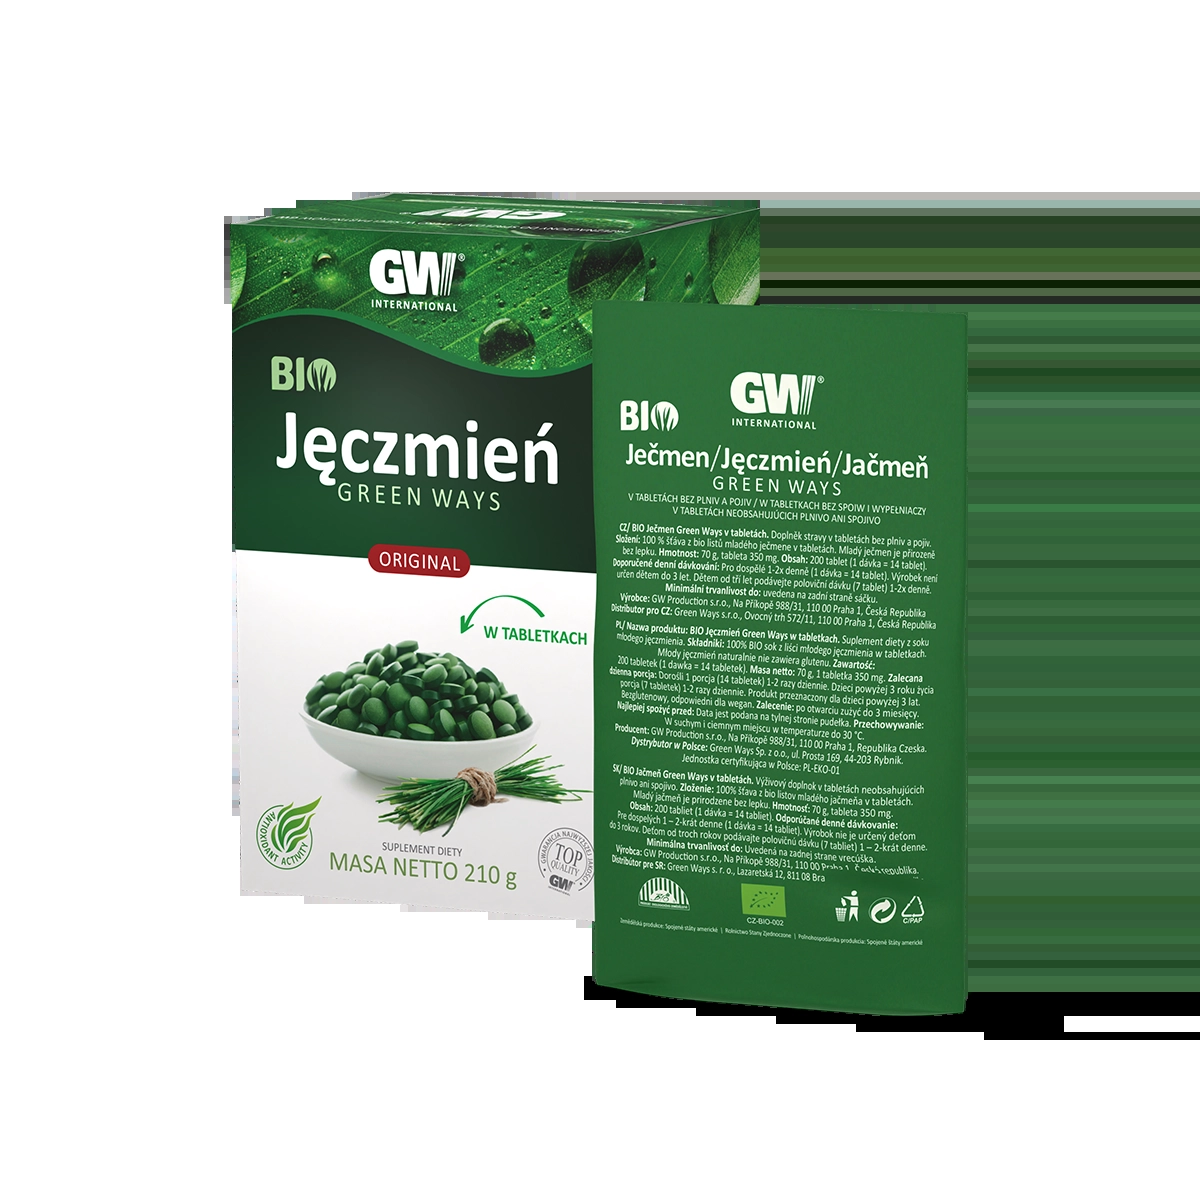 GW®
INTERNATIONAL
BIO
Jęczmień
GREEN WAYS
ORIGINAL
W TABLETKACH
ANTIOXIDANT ACTIVITY
SUPLEMENT DIETY
MASA NETTO 210 g
GWARANCJA NAJWYŻSZEJ JAKOŚCI
TOP
QUALITY
GW
GW®
INTERNATIONAL
BIO
Ječmen/Jęczmień/Jačmeň
GREEN WAYS
V TABLETÁCH BEZ PLNIV A POJIV / W TABLETKACH BEZ SPOIW I WYPEŁNIACZY
V TABLETÁCH NEOBSAHUJÚCICH PLNIVO ANI SPOJIVO
CZ/ BIO Ječmen Green Ways v tabletách. Doplněk stravy v tabletách bez plniv a pojiv.
Složení: 100 % šťáva z bio listů mladého ječmene v tabletách. Mladý ječmen je přirozeně
bez lepku. Hmotnost: 70 g, tableta 350 mg. Obsah: 200 tablet (1 dávka = 14 tablet).
Doporučené denní dávkování: Pro dospělé 1-2x denně (1 dávka = 14 tablet). Výrobek není
určen dětem do 3 let. Dětem od tří let podávejte poloviční dávku (7 tablet) 1-2x denně.
Minimální trvanlivost do: uvedena na zadní straně sáčku.
Výrobce: GW Production s.r.o., Na Příkopě 988/31, 110 00 Praha 1, Česká Republika
Distributor pro CZ: Green Ways s.r.o., Ovocný trh 572/11, 110 00 Praha 1, Česká Republika
PL/ Nazwa produktu: BIO Jęczmień Green Ways w tabletkach. Suplement diety z soku
młodego jęczmienia. Składniki: 100% BIO sok z liści młodego jęczmienia w tabletkach.
Młody jęczmień naturalnie nie zawiera glutenu. Zawartość:
200 tabletek (1 dawka = 14 tabletek). Masa netto: 70 g, 1 tabletka 350 mg. Zalecana
dzienna porcja: Dorośli 1 porcja (14 tabletek) 1-2 razy dziennie. Dzieci powyżej 3 roku życia
porcja (7 tabletek) 1-2 razy dziennie. Produkt przeznaczony dla dzieci powyżej 3 lat.
Bezglutenowy, odpowiedni dla wegan. Zalecenie: po otwarciu zużyć do 3 miesięcy.
Najlepiej spożyć przed: Data jest podana na tylnej stronie pudełka. Przechowywanie:
W suchym i ciemnym miejscu w temperaturze do 30 °C.
Producent: GW Production s.r.o., Na Příkopě 988/31, 110 00 Praha 1, Republika Czeska.
Dystrybutor w Polsce: Green Ways Sp. z o.o., ul. Prosta 169, 44-203 Rybnik.
Jednostka certyfikująca w Polsce: PL-EKO-01
SK/ BIO Jačmeň Green Ways v tabletách. Výživový doplnok v tabletách neobsahujúcich
plnivo ani spojivo. Zloženie: 100% šťava z bio listov mladého jačmeňa v tabletách.
Mladý jačmeň je prirodzene bez lepku. Hmotnosť: 70 g, tableta 350 mg.
Obsah: 200 tabliet (1 dávka = 14 tabliet). Odporúčané denné dávkovanie:
Pre dospelých 1 – 2-krát denne (1 dávka = 14 tabliet). Výrobok nie je určený deťom
do 3 rokov. Deťom od troch rokov podávajte polovičnú dávku (7 tabliet) 1 – 2-krát denne.
Minimálna trvanlivosť do: Uvedená na zadnej strane vrecúška.
Výrobca: GW Production s.r.o., Na Příkopě 988/31, 110 00 Praha 1, Česká republika.
Distribútor pre SR: Green Ways s. r. o., Lazaretská 12, 811 08 Bra
CZ-BIO-002
C/PAP
Zemědělská produkce: Spojené státy americké | Rolnictwo Stany Zjednoczone | Poľnohospodárska produkcia: Spojené štáty americké